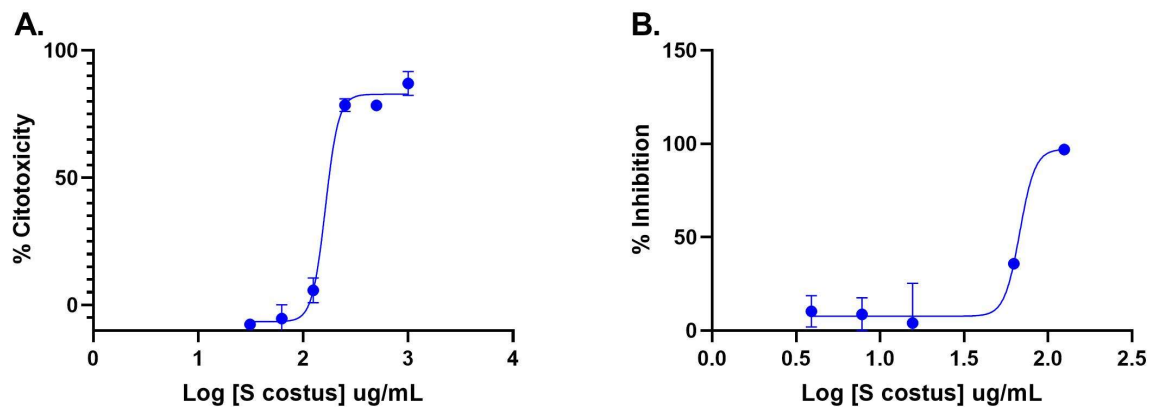 A.
100
50
0
% Citotoxicity
0 1 2 3 4
Log [S costus] ug/mL
B.
150
100
50
0
% Inhibition
0.0 0.5 1.0 1.5 2.0 2.5
Log [S costus] ug/mL